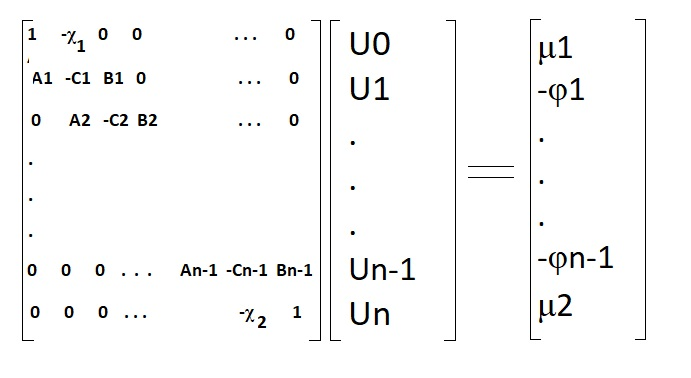 1 -χ1 0 0 ... 0
A1 -C1 B1 0 ... 0
0 A2 -C2 B2 ... 0
.
.
.
0 0 0 ... An-1 -Cn-1 Bn-1
0 0 0 ... -χ2 1
U0
U1
.
.
.
Un-1
Un
=
μ1
-φ1
.
.
.
-φn-1
μ2